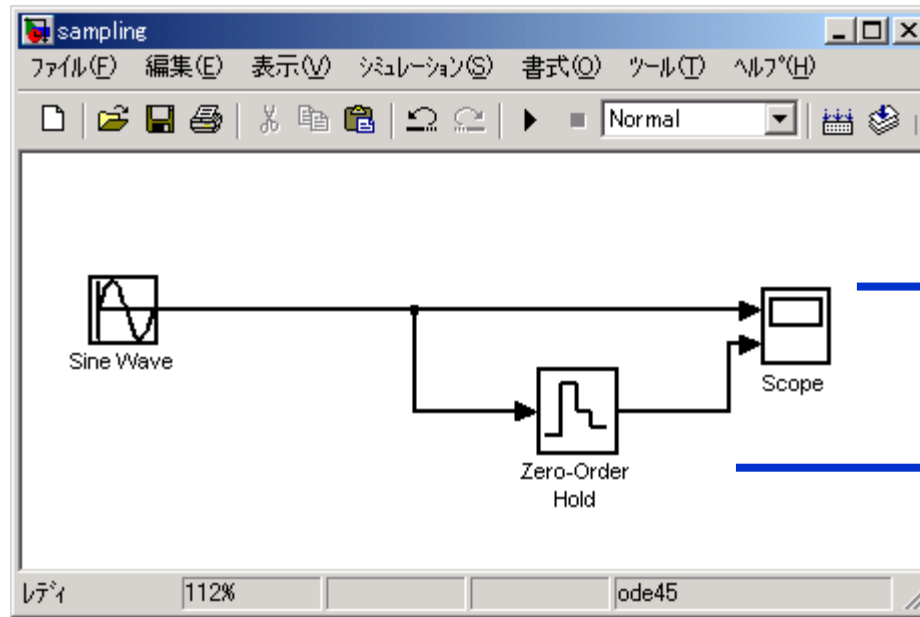 sampling
ファイル(F) 編集(E) 表示(V) シミュレーション(S) 書式(O) ツール(T) ヘルプ(H)
Normal
Sine Wave
Scope
Zero-Order
Hold
レディ 112% ode45